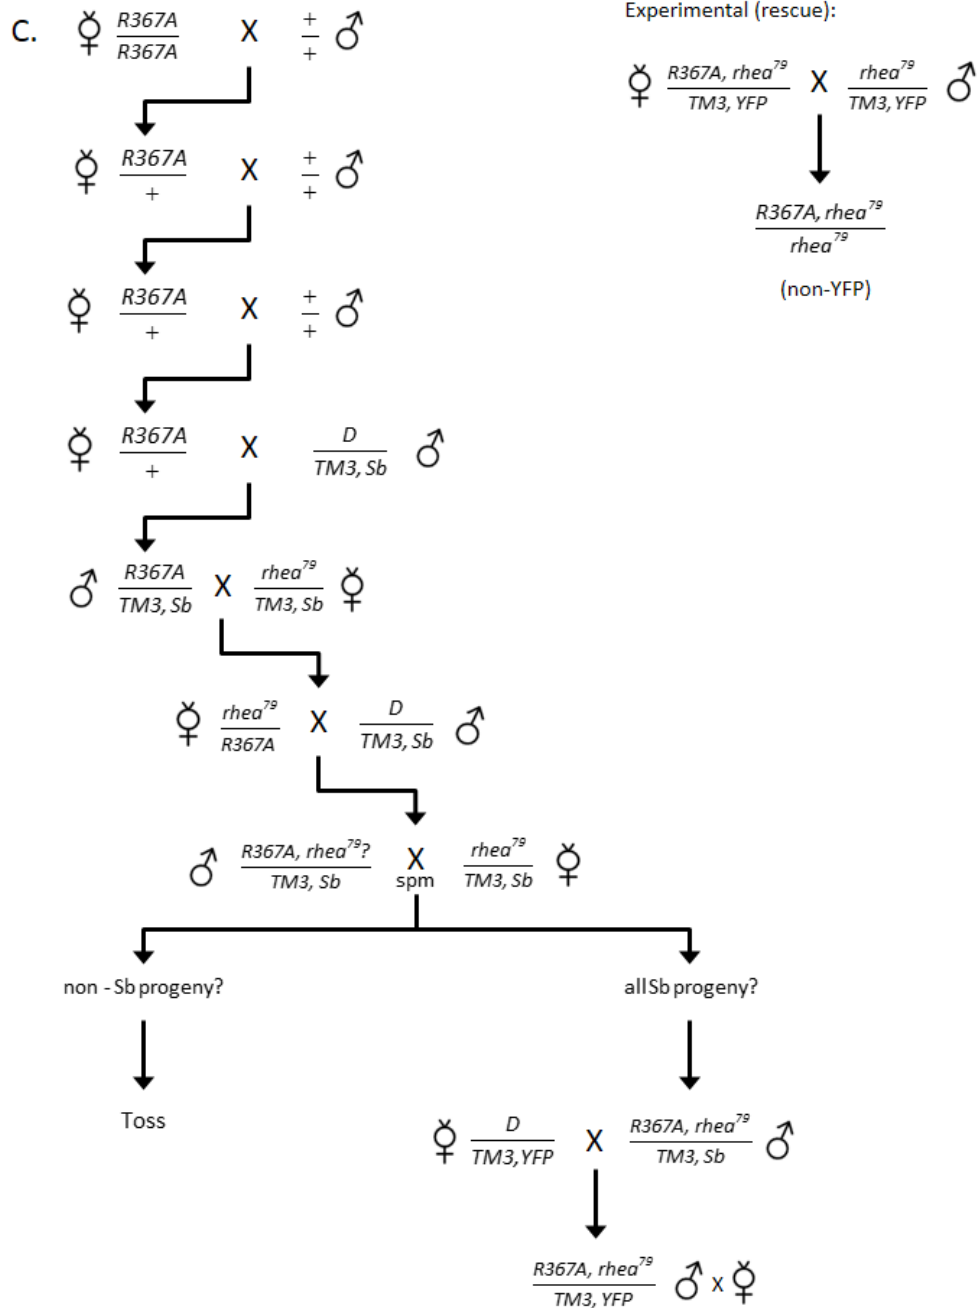 C.
R367A X +
R367A +
R367A X +
+ +
R367A X +
+ +
R367A X D
+ TM3, Sb
R367A X rhea⁷⁹
TM3, Sb TM3, Sb
rhea⁷⁹ X D
R367A TM3, Sb
R367A, rhea⁷⁹? X rhea⁷⁹
TM3, Sb spm TM3, Sb
non - Sb progeny? all Sb progeny?
Toss
D X R367A, rhea⁷⁹
TM3, YFP TM3, Sb
R367A, rhea⁷⁹ x
TM3, YFP
Experimental (rescue):
R367A, rhea⁷⁹ X rhea⁷⁹
TM3, YFP TM3, YFP
R367A, rhea⁷⁹
rhea⁷⁹
(non-YFP)